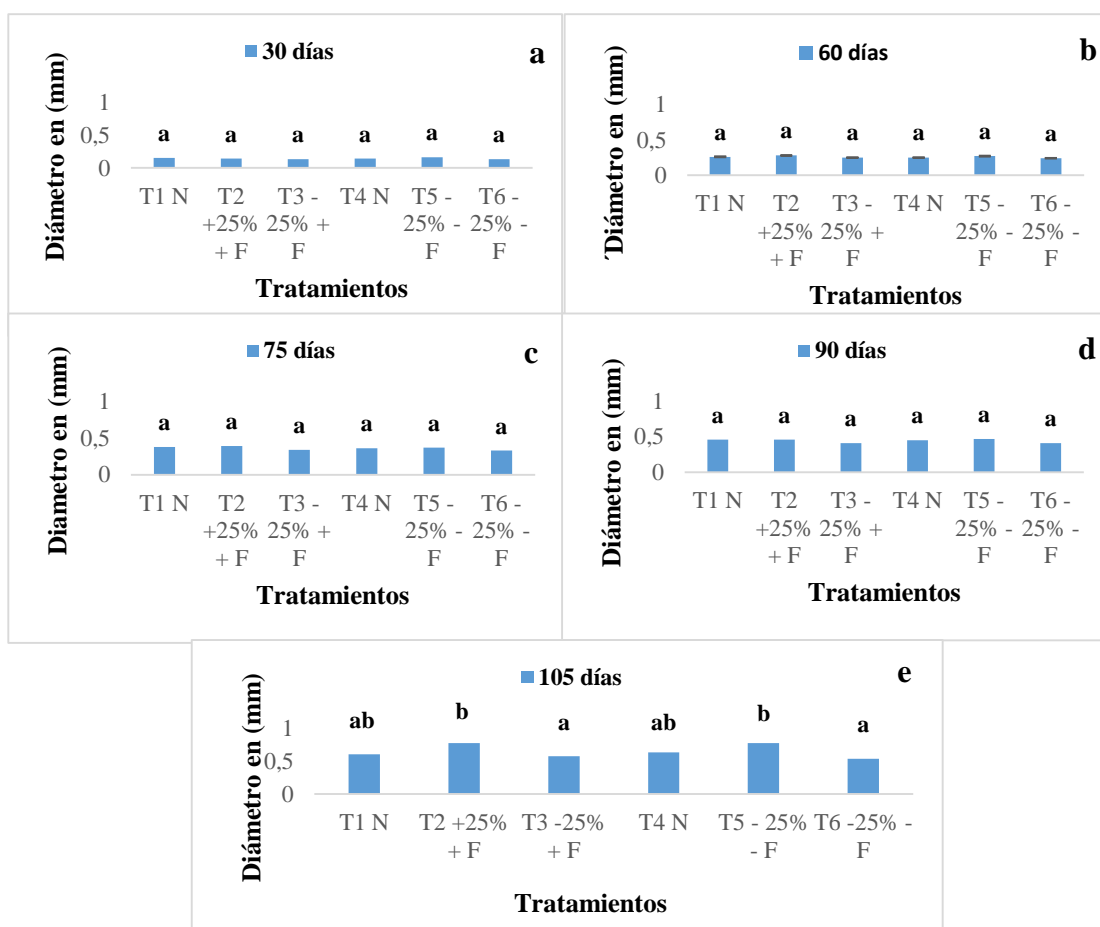 30 días
a
Diámetro en (mm)
1
0,5
0
a a a a a a
T1 N T2 T3 - T4 N T5 - T6 -
+25% 25% + 25% - 25% -
+ F F F F
Tratamientos
60 días
b
Diámetro en (mm)
1
0,5
0
a a a a a a
T1 N T2 T3 - T4 N T5 - T6 -
+25% 25% + 25% - 25% -
+ F F F F
Tratamientos
75 días
c
Diametro en (mm)
1
0,5
0
a a a a a a
T1 N T2 T3 - T4 N T5 - T6 -
+25% 25% + 25% - 25% -
+ F F F F
Tratamientos
90 días
d
Diámetro en (mm)
1
0,5
0
a a a a a a
T1 N T2 T3 - T4 N T5 - T6 -
+25% 25% + 25% - 25% -
+ F F F F
Tratamientos
105 días
e
Diámetro en (mm)
1
0,5
0
ab b a ab b a
T1 N T2 +25% T3 -25% T4 N T5 - 25% T6 -25% -
+ F + F - F F
Tratamientos